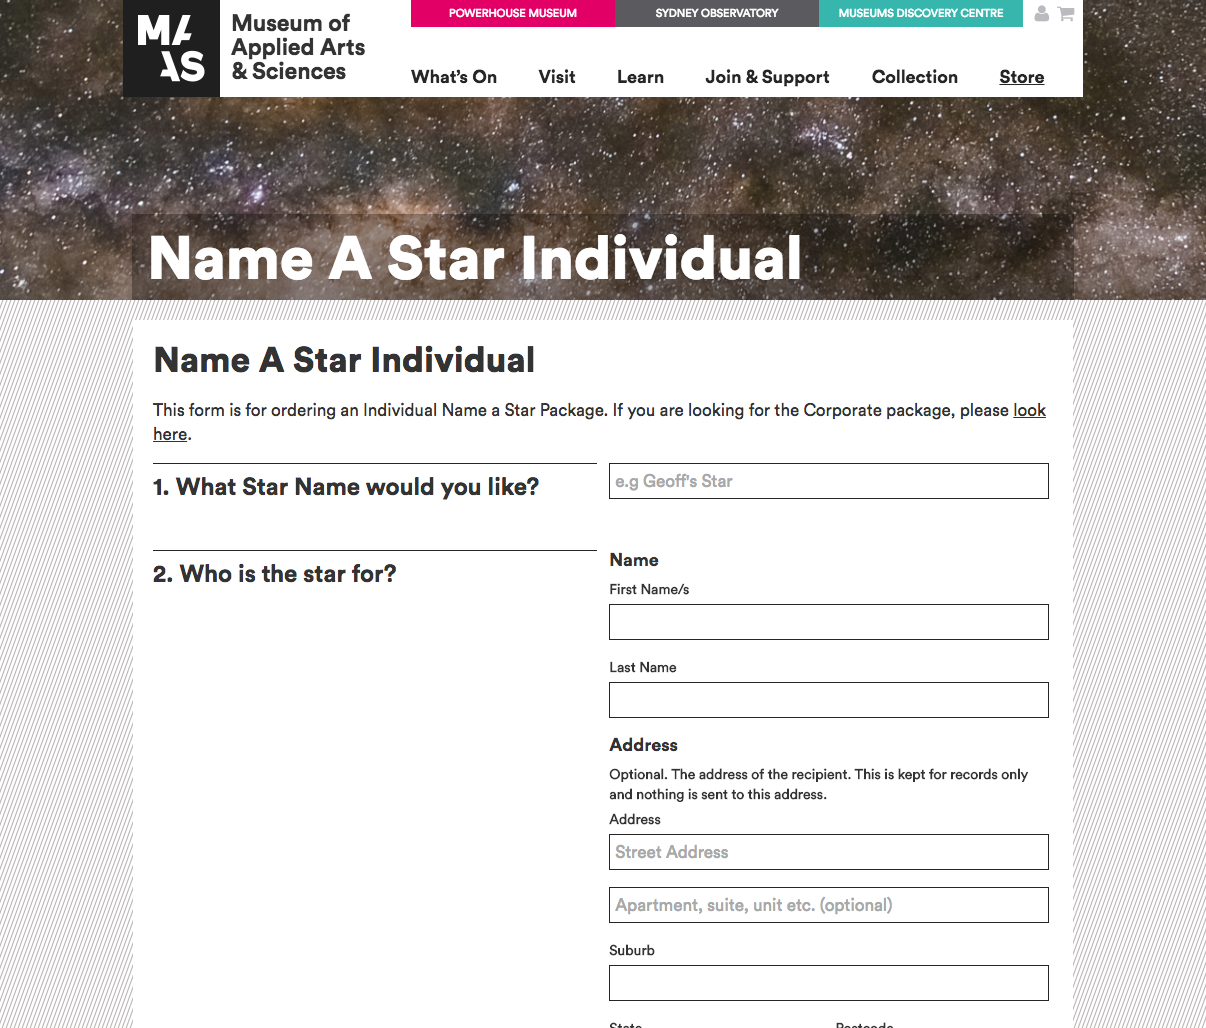 MAAS
Museum of
Applied Arts
& Sciences
POWERHOUSE MUSEUM
SYDNEY OBSERVATORY
MUSEUMS DISCOVERY CENTRE
What's On
Visit
Learn
Join & Support
Collection
Store
Name A Star Individual
Name A Star Individual
This form is for ordering an Individual Name a Star Package. If you are looking for the Corporate package, please look
here.
1. What Star Name would you like?
e.g Geoff's Star
2. Who is the star for?
Name
First Name/s
Last Name
Address
Optional. The address of the recipient. This is kept for records only
and nothing is sent to this address.
Address
Street Address
Apartment, suite, unit etc. (optional)
Suburb
State
Postcode